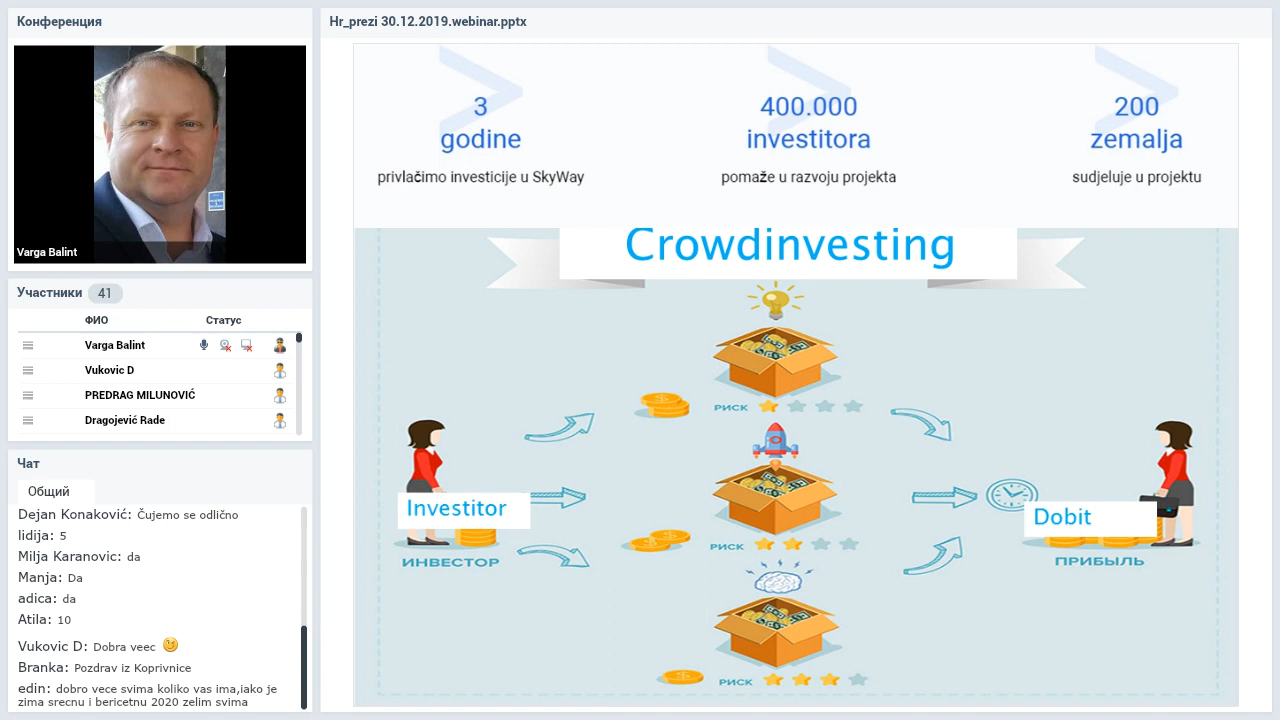 Конференция
Varga Balint
Участники 41
ФИО Статус
Varga Balint
Vukovic D
PREDRAG MILUNOVIĆ
Dragojević Rade
Чат
Общий
Dejan Konaković: Čujemo se odlično
lidija: 5
Milja Karanovic: da
Manja: Da
adica: da
Atila: 10
Vukovic D: Dobra veec
Branka: Pozdrav iz Koprivnice
edin: dobro vece svima koliko vas ima,iako je
zima srecnu i bericetnu 2020 zelim svima
Hr_prezi 30.12.2019.webinar.pptx
3
godine
privlačimo investicije u SkyWay
400.000
investitora
pomaže u razvoju projekta
200
zemalja
sudjeluje u projektu
Crowdinvesting
РИСК
Investitor
ИНВЕСТОР
РИСК
Dobit
ПРИБЫЛЬ
РИСК